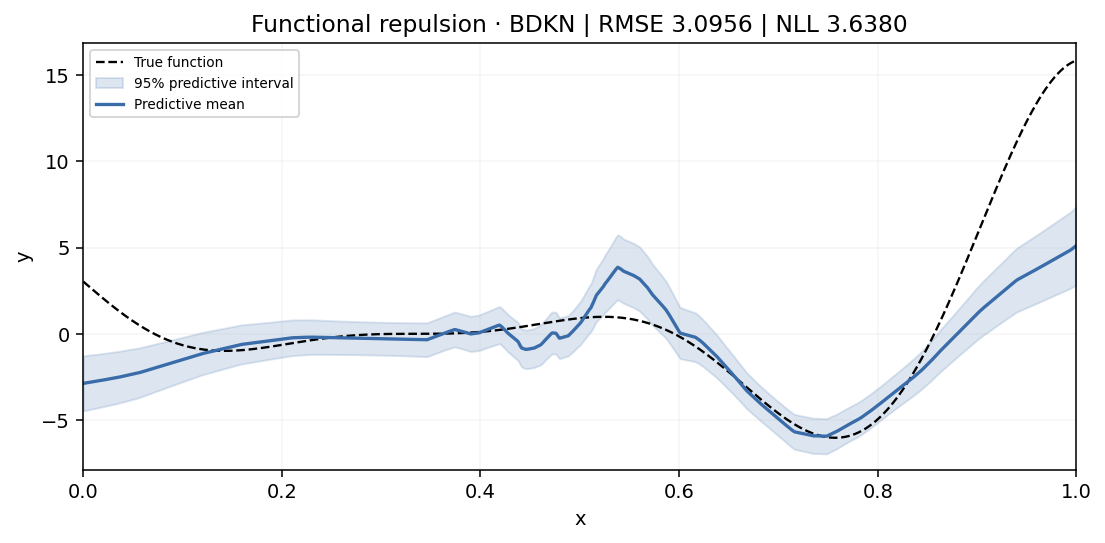 Functional repulsion · BDKN | RMSE 3.0956 | NLL 3.6380
True function
95% predictive interval
Predictive mean
15
10
5
0
−5
y
0.0 0.2 0.4 0.6 0.8 1.0
x